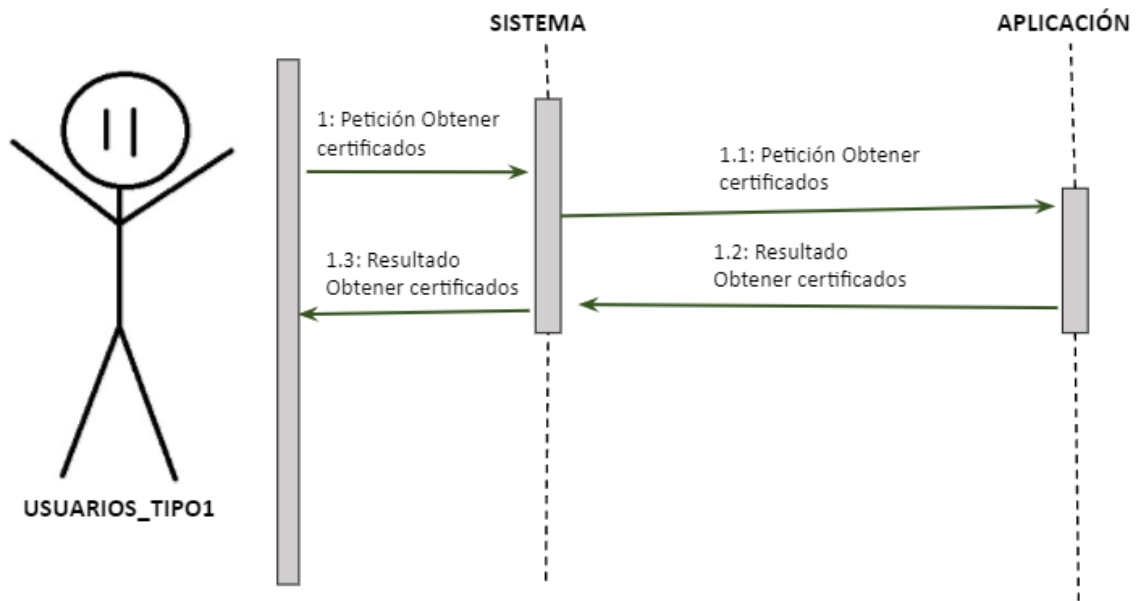 SISTEMA
APLICACIÓN
1: Petición Obtener
certificados
1.1: Petición Obtener
certificados
1.3: Resultado
Obtener certificados
1.2: Resultado
Obtener certificados
USUARIOS_TIPO1